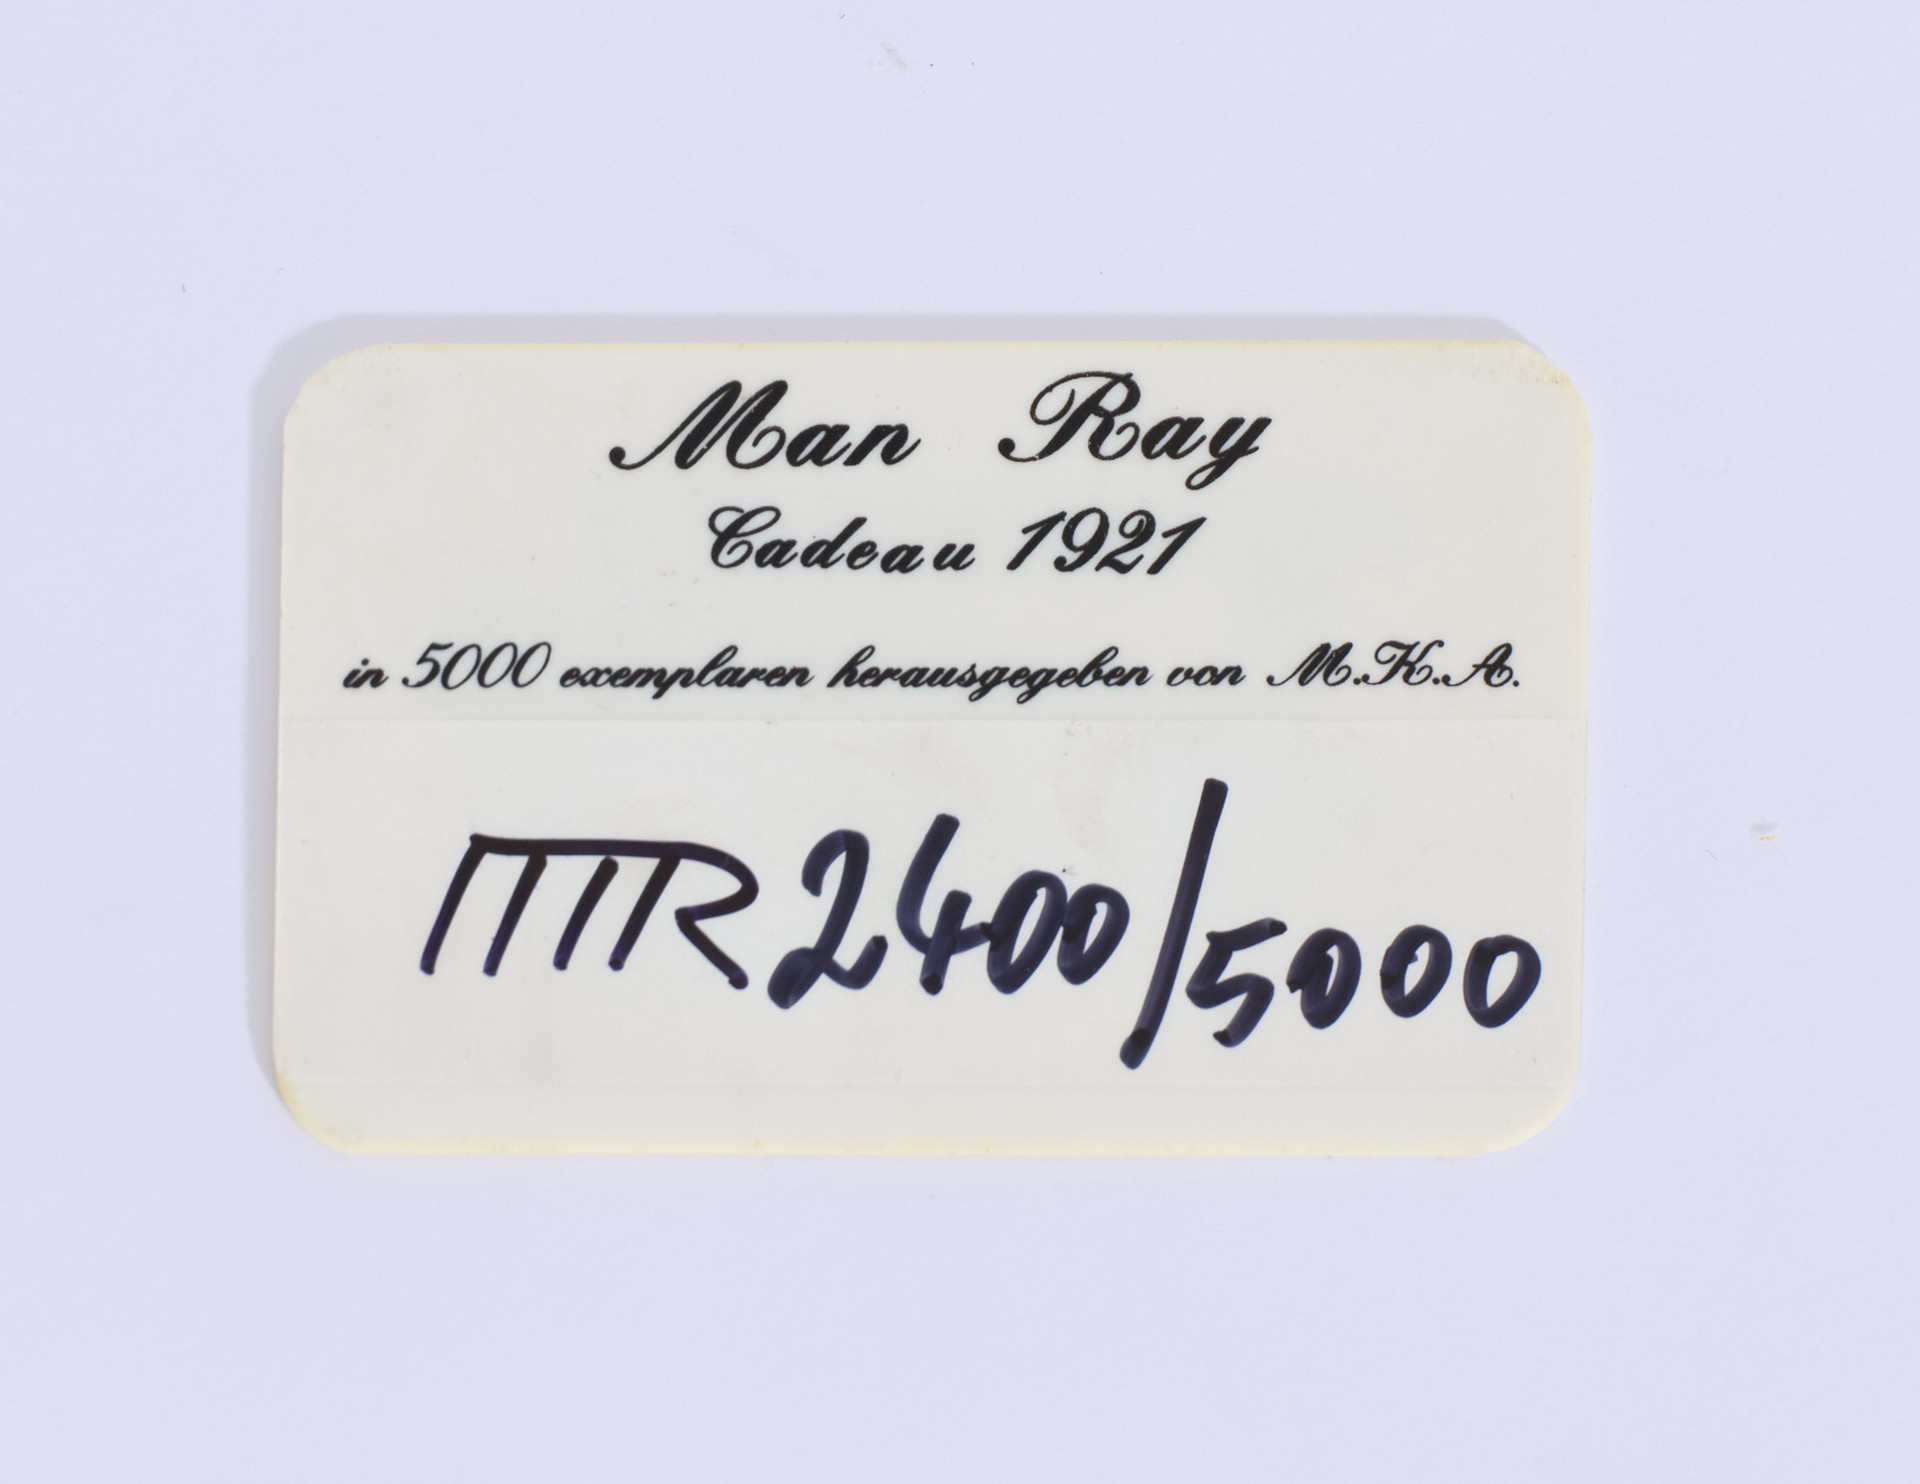 Man Ray
Cadeau 1921
in 5000 exemplaren herausgegeben von M.K.A.
MR 2400/5000